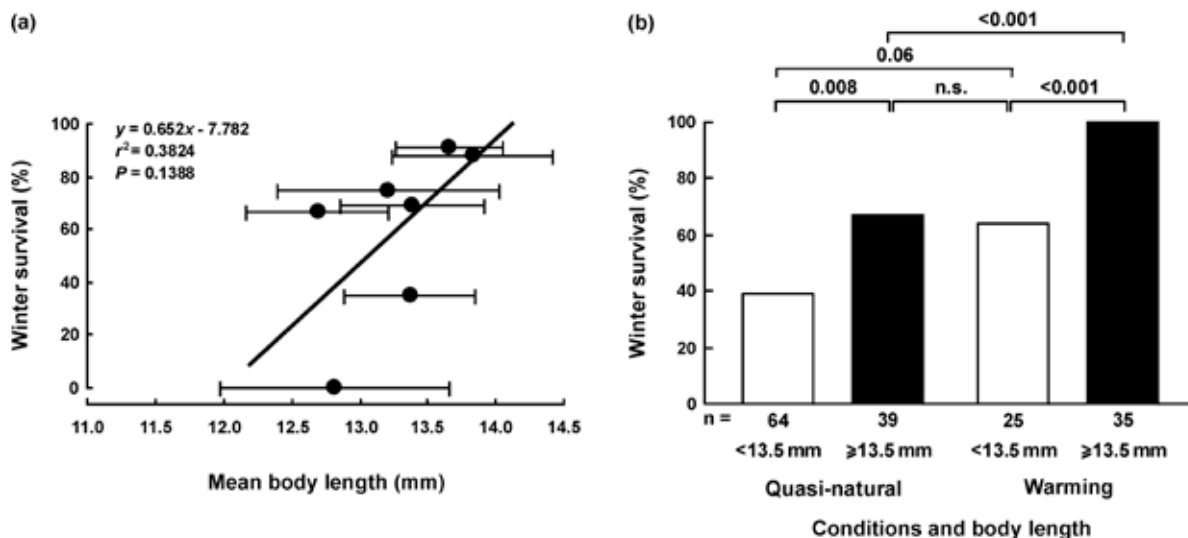 (a)
y = 0.652x - 7.782
r² = 0.3824
P = 0.1388
Winter survival (%)
100
80
60
40
20
0
11.0 11.5 12.0 12.5 13.0 13.5 14.0 14.5
Mean body length (mm)
(b)
<0.001
0.06
0.008 n.s. <0.001
Winter survival (%)
100
80
60
40
20
0
n = 64 39 25 35
<13.5 mm ⩾13.5 mm <13.5 mm ⩾13.5 mm
Quasi-natural Warming
Conditions and body length